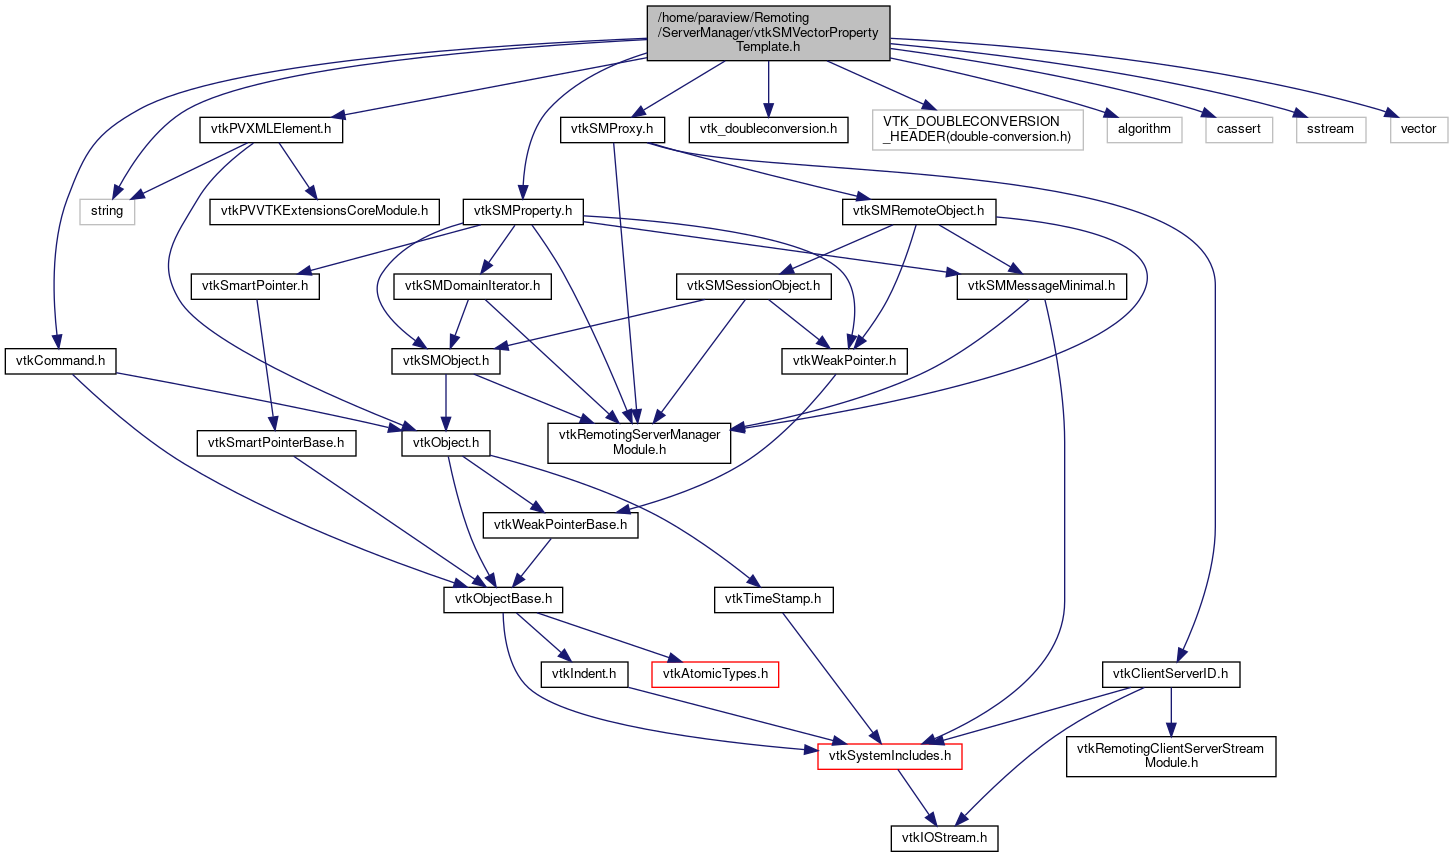 /home/paraview/Remoting
/ServerManager/vtkSMVectorProperty
Template.h
vtkPVXMLElement.h
vtkSMProxy.h
vtk_doubleconversion.h
VTK_DOUBLECONVERSION
_HEADER(double-conversion.h)
algorithm
cassert
sstream
vector
string
vtkPVVTKExtensionsCoreModule.h
vtkSMProperty.h
vtkSMRemoteObject.h
vtkSmartPointer.h
vtkSMDomainIterator.h
vtkSMSessionObject.h
vtkSMMessageMinimal.h
vtkCommand.h
vtkSMObject.h
vtkWeakPointer.h
vtkSmartPointerBase.h
vtkObject.h
vtkRemotingServerManager
Module.h
vtkWeakPointerBase.h
vtkObjectBase.h
vtkTimeStamp.h
vtkIndent.h
vtkAtomicTypes.h
vtkClientServerID.h
vtkSystemIncludes.h
vtkRemotingClientServerStream
Module.h
vtkIOStream.h